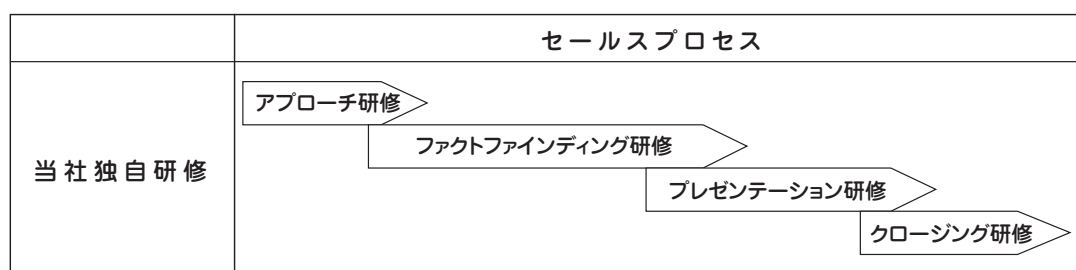 セールスプロセス
当社独自研修
アプローチ研修
ファクトファインディング研修
プレゼンテーション研修
クロージング研修